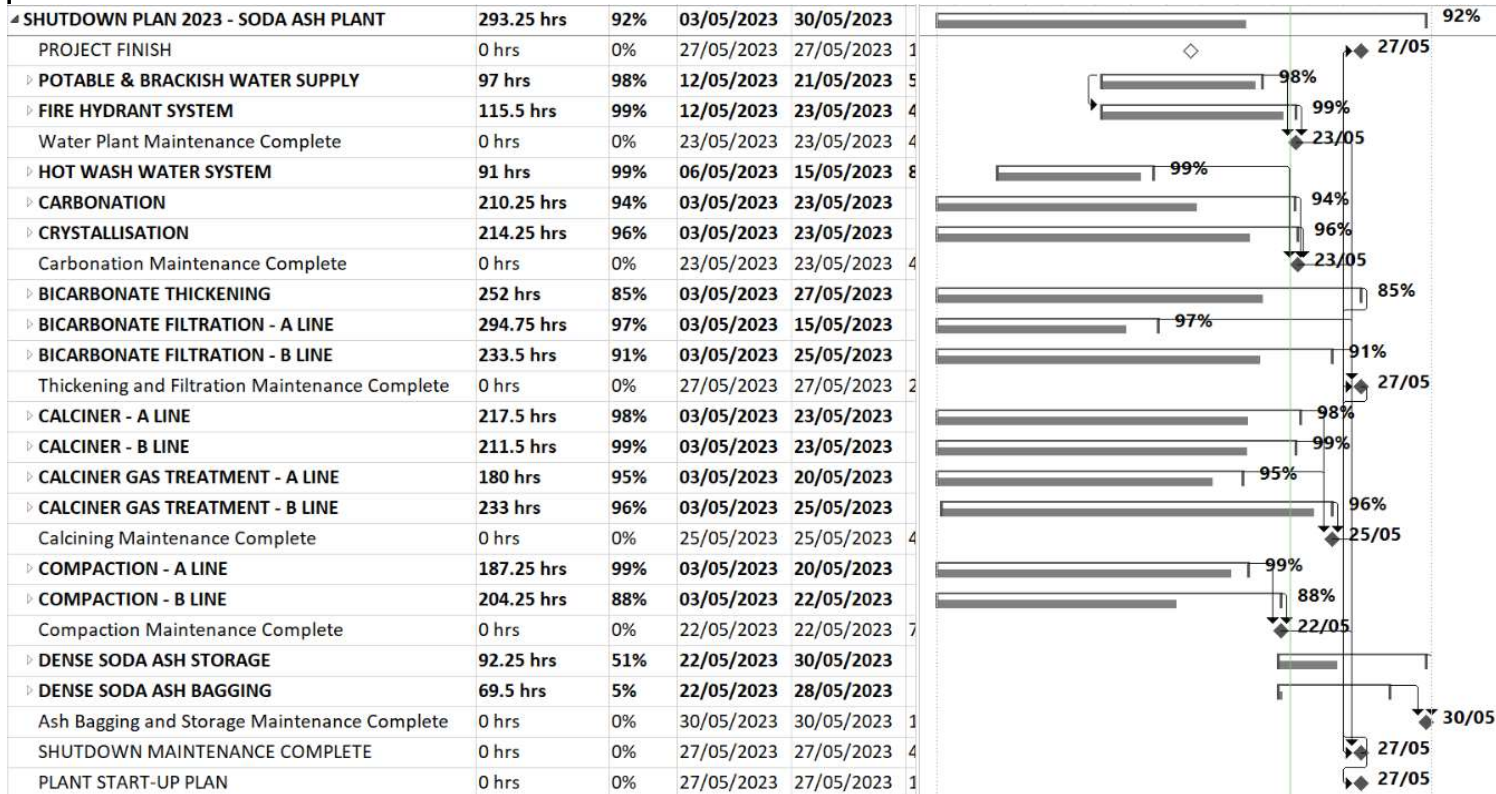 SHUTDOWN PLAN 2023 - SODA ASH PLANT 293.25 hrs 92% 03/05/2023 30/05/2023 92%
PROJECT FINISH 0 hrs 0% 27/05/2023 27/05/2023 1 27/05
POTABLE & BRACKISH WATER SUPPLY 97 hrs 98% 12/05/2023 21/05/2023 5 98%
FIRE HYDRANT SYSTEM 115.5 hrs 99% 12/05/2023 23/05/2023 4 99%
Water Plant Maintenance Complete 0 hrs 0% 23/05/2023 23/05/2023 4 23/05
HOT WASH WATER SYSTEM 91 hrs 99% 06/05/2023 15/05/2023 8 99%
CARBONATION 210.25 hrs 94% 03/05/2023 23/05/2023 94%
CRYSTALLISATION 214.25 hrs 96% 03/05/2023 23/05/2023 96%
Carbonation Maintenance Complete 0 hrs 0% 23/05/2023 23/05/2023 4 23/05
BICARBONATE THICKENING 252 hrs 85% 03/05/2023 27/05/2023 85%
BICARBONATE FILTRATION - A LINE 294.75 hrs 97% 03/05/2023 15/05/2023 97%
BICARBONATE FILTRATION - B LINE 233.5 hrs 91% 03/05/2023 25/05/2023 91%
Thickening and Filtration Maintenance Complete 0 hrs 0% 27/05/2023 27/05/2023 2 27/05
CALCINER - A LINE 217.5 hrs 98% 03/05/2023 23/05/2023 98%
CALCINER - B LINE 211.5 hrs 99% 03/05/2023 23/05/2023 99%
CALCINER GAS TREATMENT - A LINE 180 hrs 95% 03/05/2023 20/05/2023 95%
CALCINER GAS TREATMENT - B LINE 233 hrs 96% 03/05/2023 25/05/2023 96%
Calcining Maintenance Complete 0 hrs 0% 25/05/2023 25/05/2023 4 25/05
COMPACTION - A LINE 187.25 hrs 99% 03/05/2023 20/05/2023 99%
COMPACTION - B LINE 204.25 hrs 88% 03/05/2023 22/05/2023 88%
Compaction Maintenance Complete 0 hrs 0% 22/05/2023 22/05/2023 7 22/05
DENSE SODA ASH STORAGE 92.25 hrs 51% 22/05/2023 30/05/2023
DENSE SODA ASH BAGGING 69.5 hrs 5% 22/05/2023 28/05/2023
Ash Bagging and Storage Maintenance Complete 0 hrs 0% 30/05/2023 30/05/2023 1 30/05
SHUTDOWN MAINTENANCE COMPLETE 0 hrs 0% 27/05/2023 27/05/2023 4 27/05
PLANT START-UP PLAN 0 hrs 0% 27/05/2023 27/05/2023 1 27/05